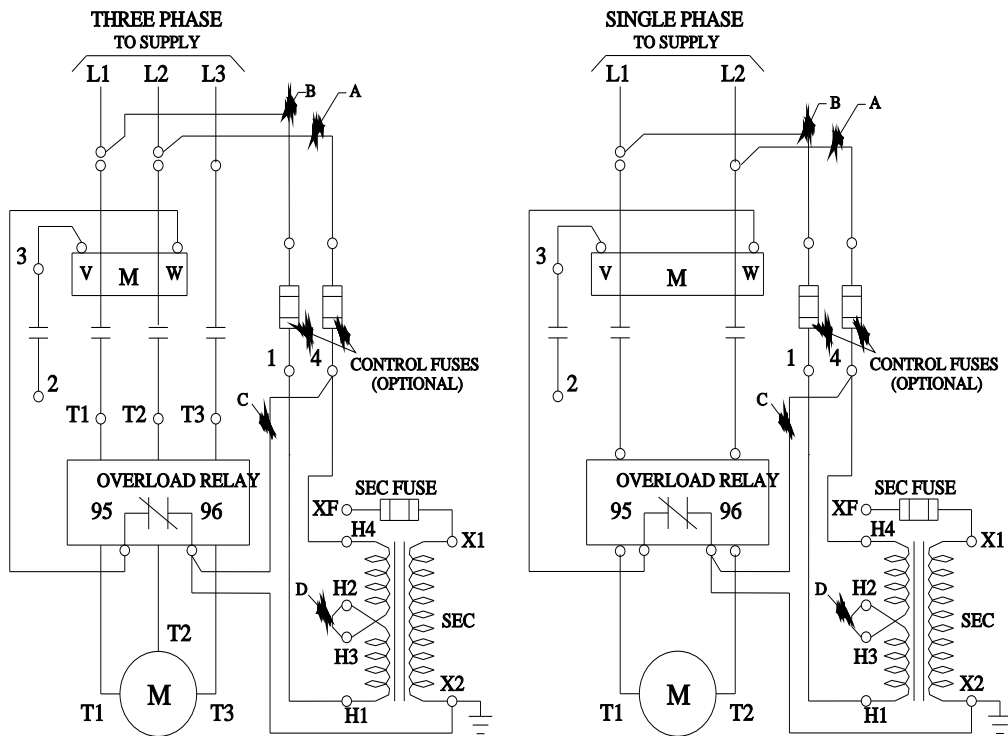 THREE PHASE
TO SUPPLY
L1 L2 L3
B A
3
V M W
1 4
CONTROL FUSES
(OPTIONAL)
2
C
T1 T2 T3
OVERLOAD RELAY
95 96
SEC FUSE
XF
H4
X1
H2
D
SEC
H3
T2
X2
M
T1 T3
H1
SINGLE PHASE
TO SUPPLY
L1 L2
B A
3
V M W
1 4
CONTROL FUSES
(OPTIONAL)
2
C
OVERLOAD RELAY
95 96
SEC FUSE
XF
H4
X1
H2
D
SEC
H3
X2
M
T1 T2
H1